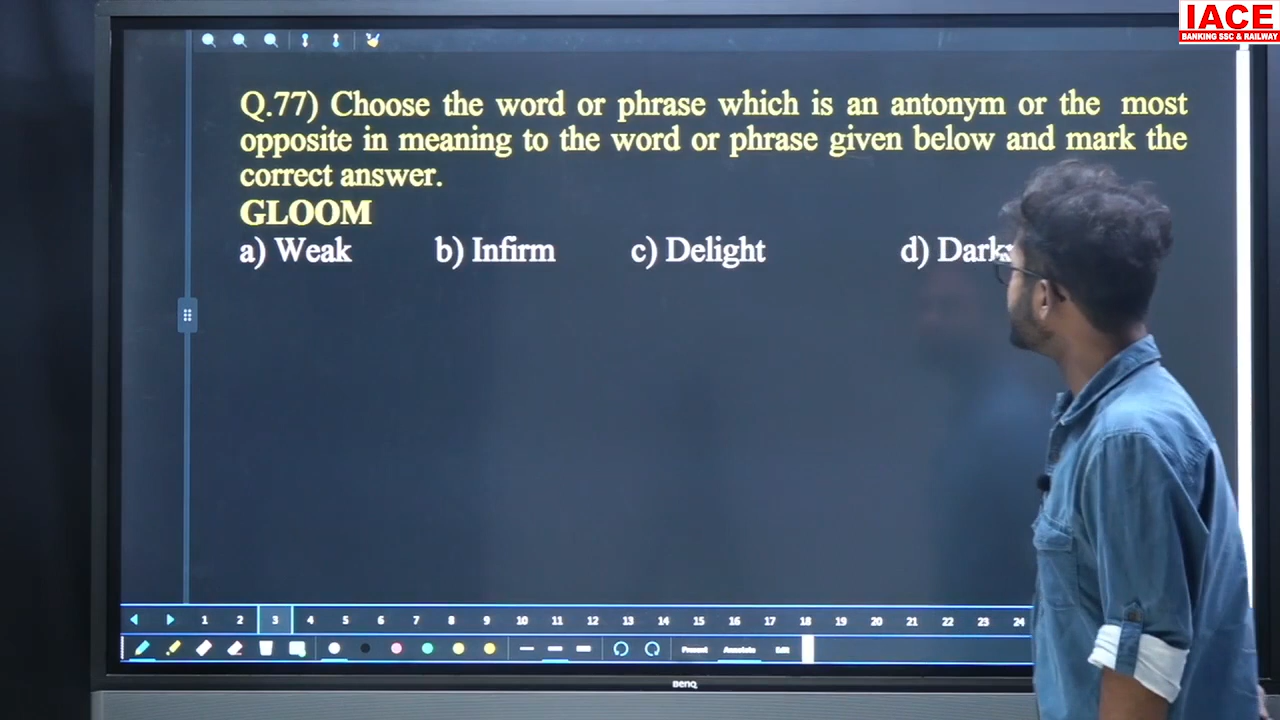 IACE
BANKING SSC & RAILWAY
Q.77) Choose the word or phrase which is an antonym or the most
opposite in meaning to the word or phrase given below and mark the
correct answer.
GLOOM
a) Weak b) Infirm c) Delight d)
1 2 3 4 5 6 7 8 9 10 11 12 13 14 15 16 17 18 19 20 21 22 23 24
Present Annotate Edit
BenQ